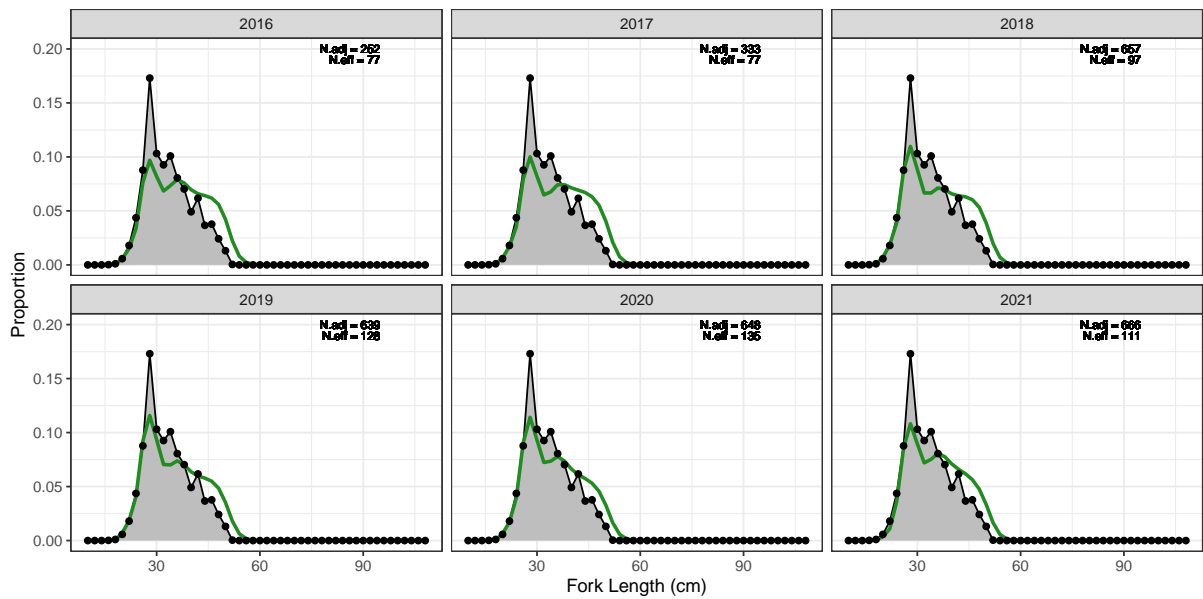 2016
2017
2018
N.adj = 252
N.eff = 77
N.adj = 333
N.eff = 77
N.adj = 657
N.eff = 97
0.20
0.15
0.10
0.05
0.00
Proportion
2019
2020
2021
N.adj = 639
N.eff = 128
N.adj = 648
N.eff = 135
N.adj = 666
N.eff = 111
0.20
0.15
0.10
0.05
0.00
30
60
90
30
60
90
30
60
90
Fork Length (cm)